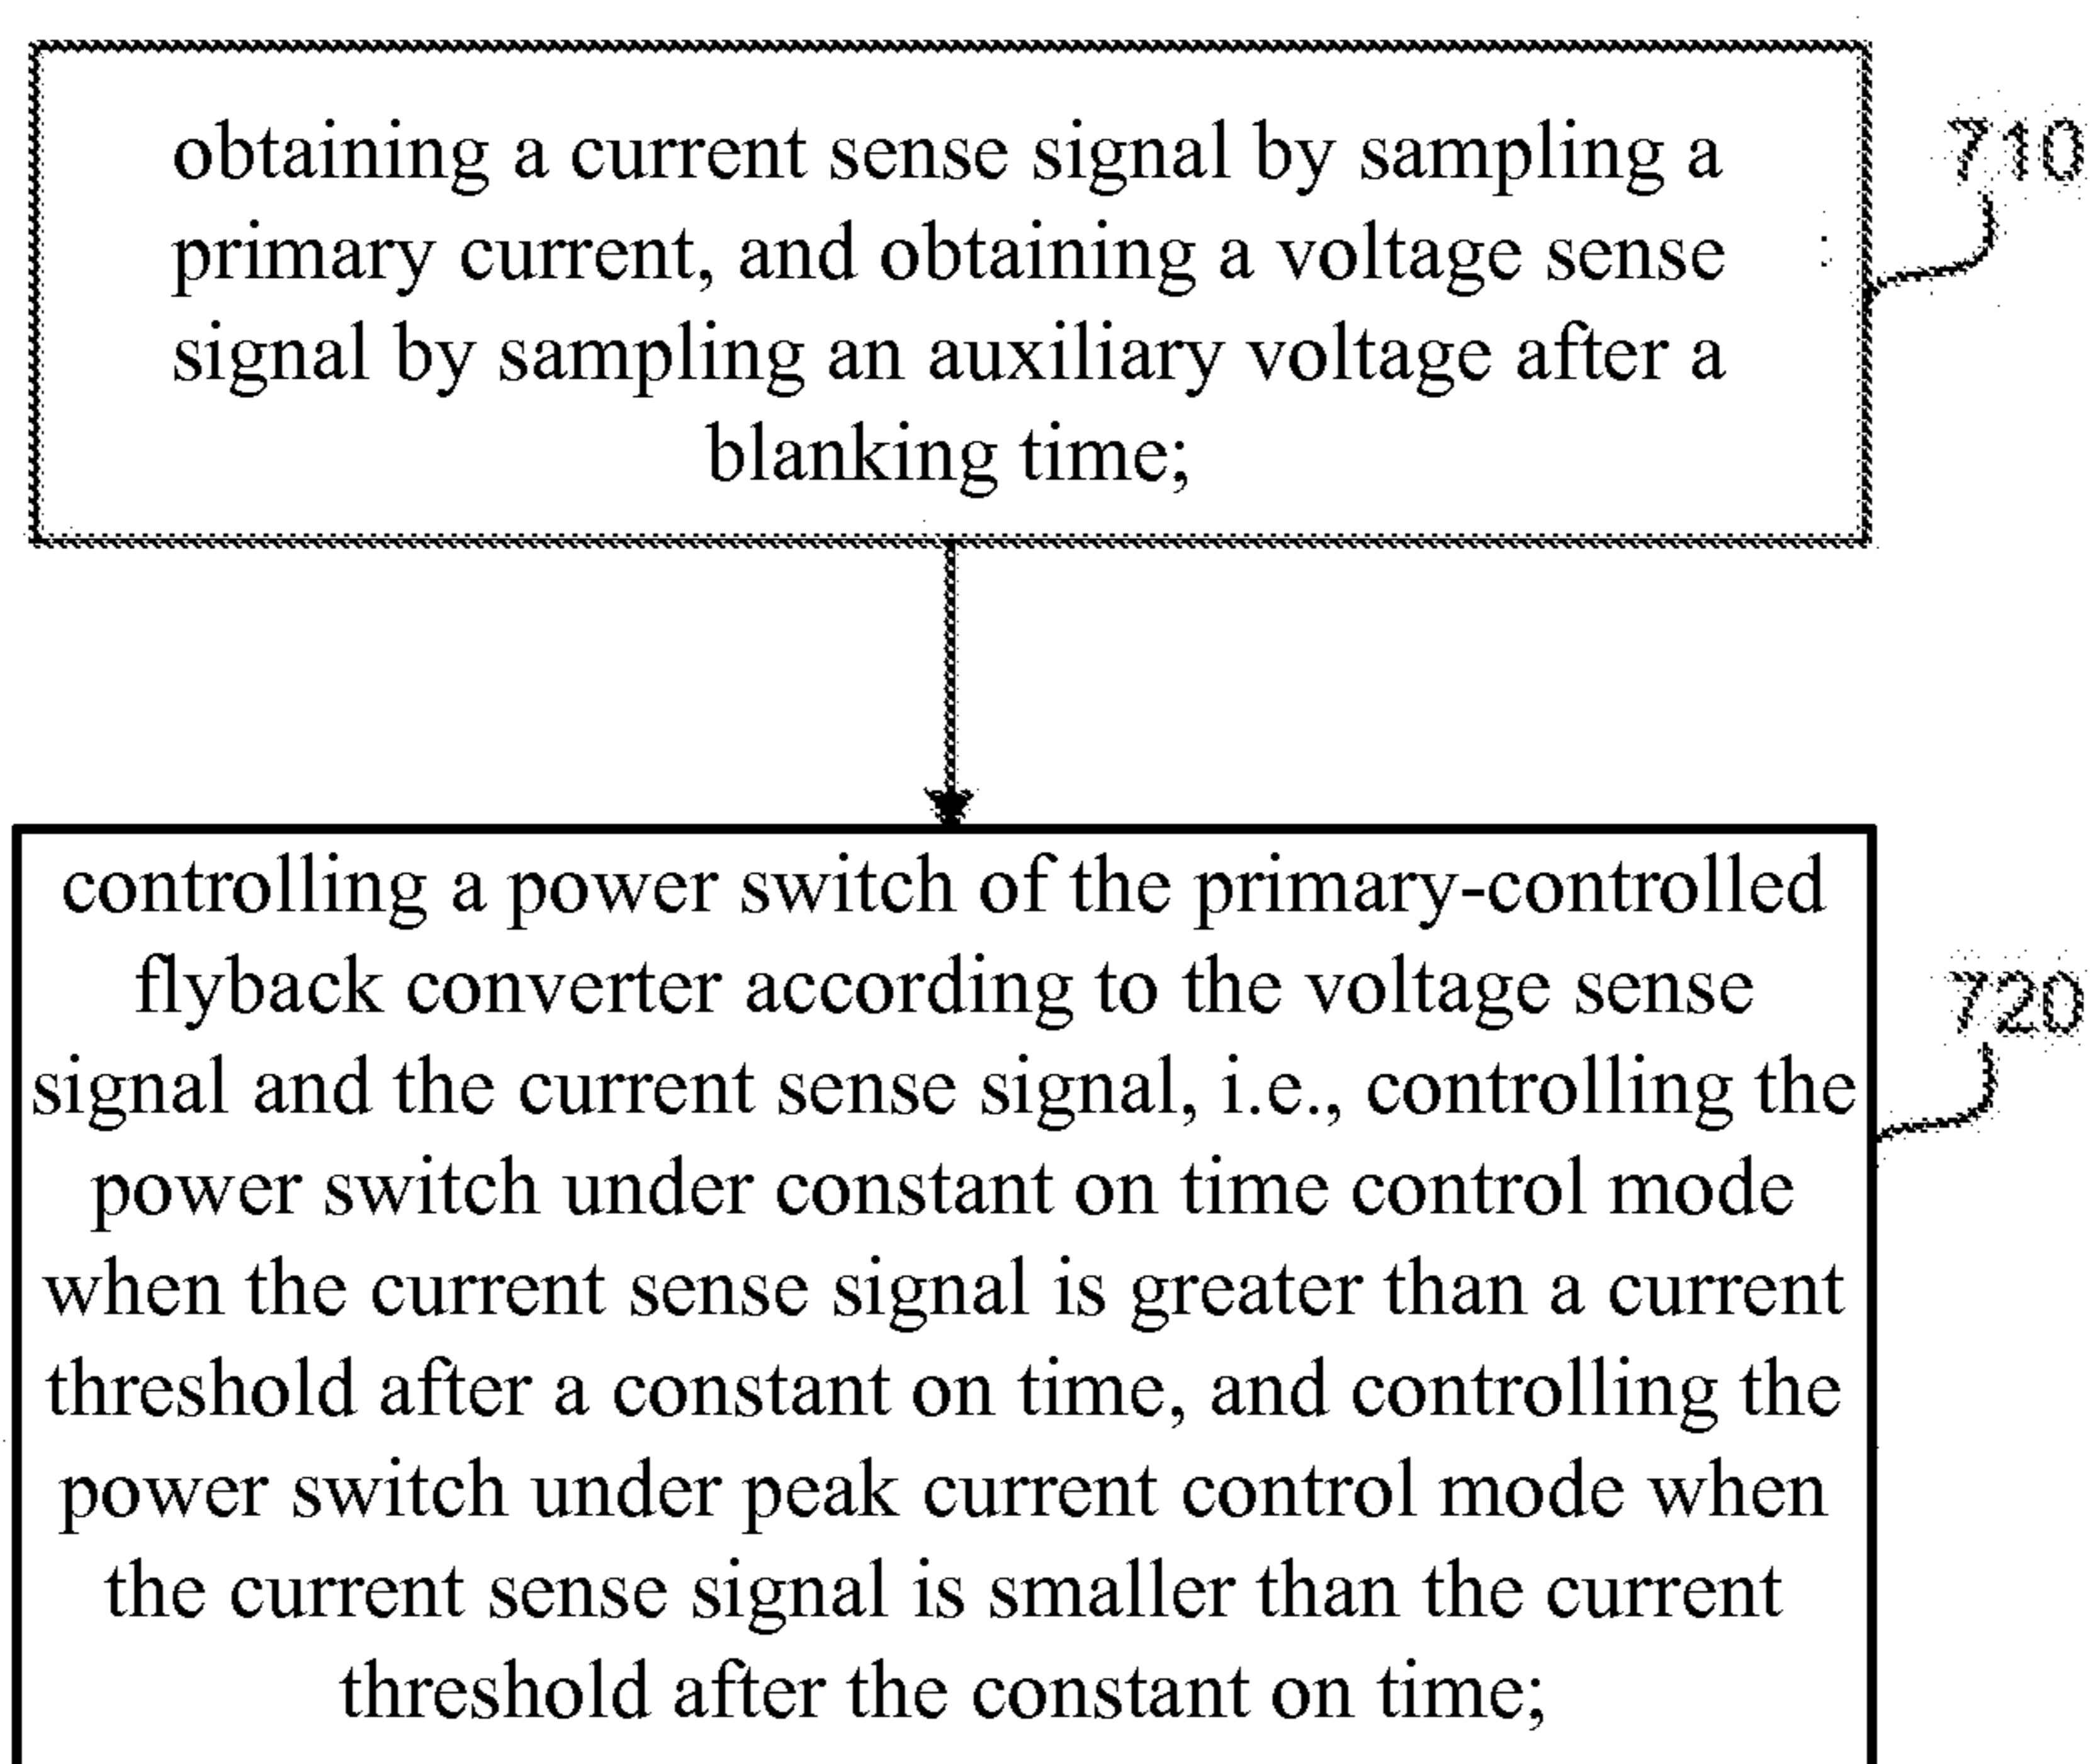 obtaining a current sense signal by sampling a
primary current, and obtaining a voltage sense
signal by sampling an auxiliary voltage after a
blanking time;
710
controlling a power switch of the primary-controlled
flyback converter according to the voltage sense
signal and the current sense signal, i.e., controlling the
power switch under constant on time control mode
when the current sense signal is greater than a current
threshold after a constant on time, and controlling the
power switch under peak current control mode when
the current sense signal is smaller than the current
threshold after the constant on time;
720